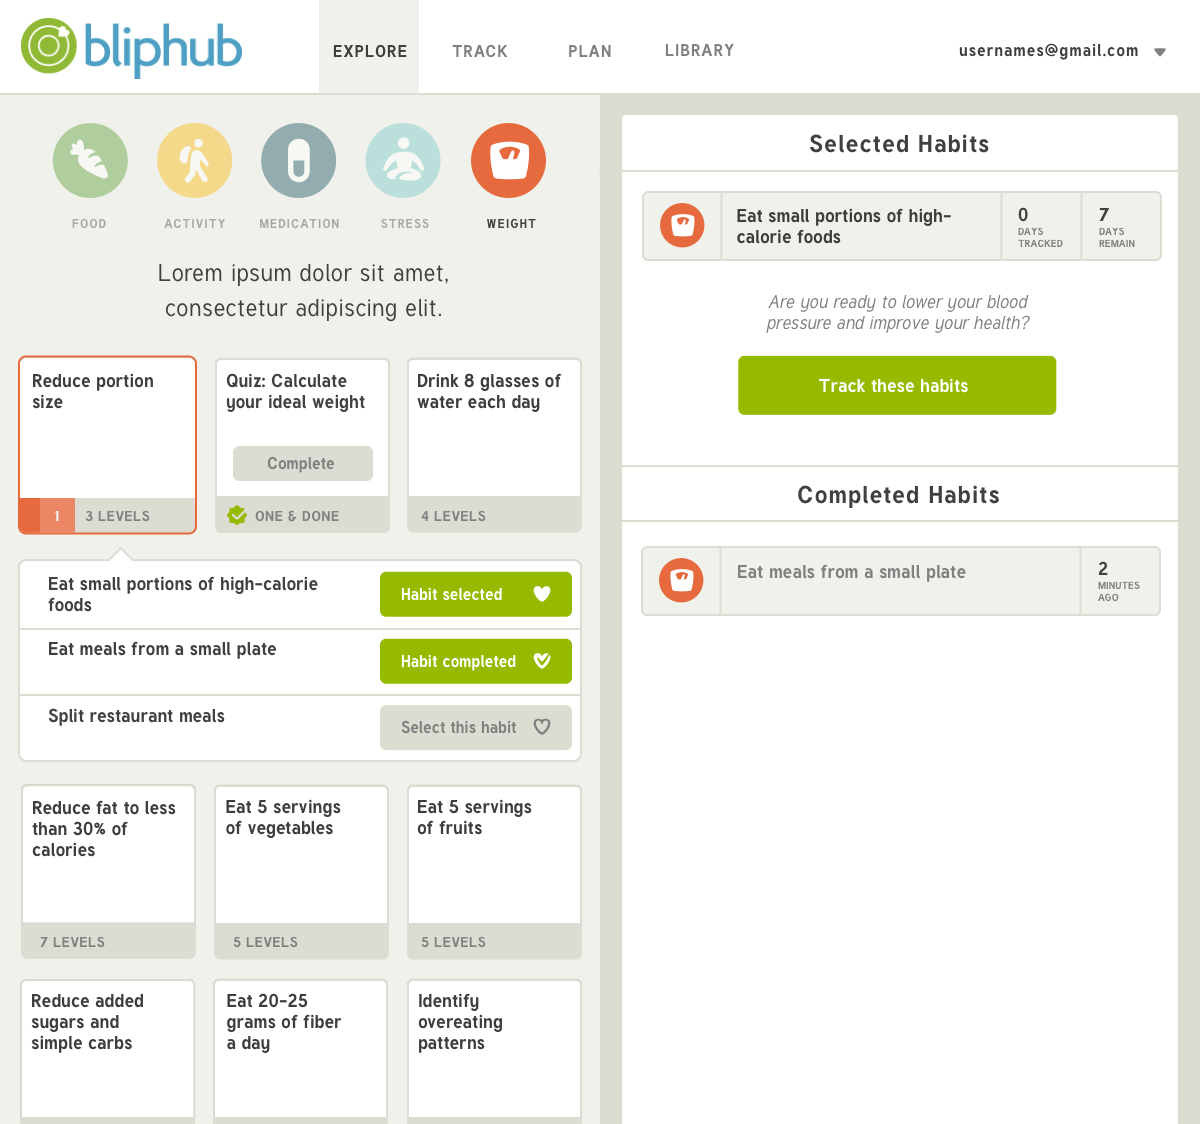 bliphub
EXPLORE
TRACK
PLAN
LIBRARY
usernames@gmail.com
FOOD
ACTIVITY
MEDICATION
STRESS
WEIGHT
Lorem ipsum dolor sit amet,
consectetur adipiscing elit.
Reduce portion
size
1
3 LEVELS
Quiz: Calculate
your ideal weight
Complete
ONE & DONE
Drink 8 glasses of
water each day
4 LEVELS
Eat small portions of high-calorie
foods
Habit selected
Eat meals from a small plate
Habit completed
Split restaurant meals
Select this habit
Reduce fat to less
than 30% of
calories
7 LEVELS
Eat 5 servings
of vegetables
5 LEVELS
Eat 5 servings
of fruits
5 LEVELS
Reduce added
sugars and
simple carbs
Eat 20-25
grams of fiber
a day
Identify
overeating
patterns
Selected Habits
Eat small portions of high-
calorie foods
0
DAYS
TRACKED
7
DAYS
REMAIN
Are you ready to lower your blood
pressure and improve your health?
Track these habits
Completed Habits
Eat meals from a small plate
2
MINUTES
AGO